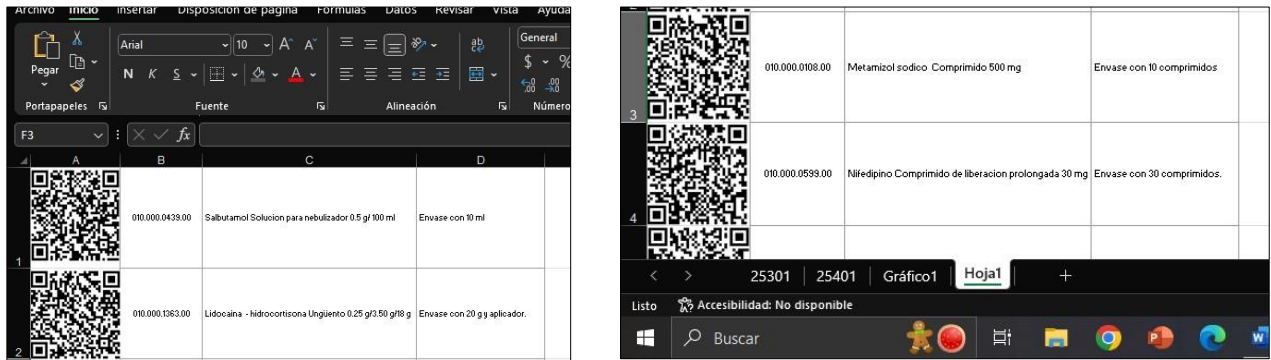 Archivo Inicio Insertar Disposición de página Fórmulas Datos Revisar Vista Ayuda
Pegar
Arial
10
A A
ab
General
N K S
A
$ %
Portapapeles
Fuente
Alineación
Número
F3
fx
A B C D
1 010.000.0439.00 Salbutamol Solucion para nebulizador 0.5 g/ 100 ml Envase con 10 ml
2 010.000.1363.00 Lidocaina - hidrocortisona Ungüento 0.25 g/3.50 g/18 g Envase con 20 g y aplicador.
3 010.000.0108.00 Metamizol sodico Comprimido 500 mg Envase con 10 comprimidos
4 010.000.0599.00 Nifedipino Comprimido de liberacion prolongada 30 mg Envase con 30 comprimidos.
25301 25401 Gráfico1 Hoja1
Listo Accesibilidad: No disponible
Buscar